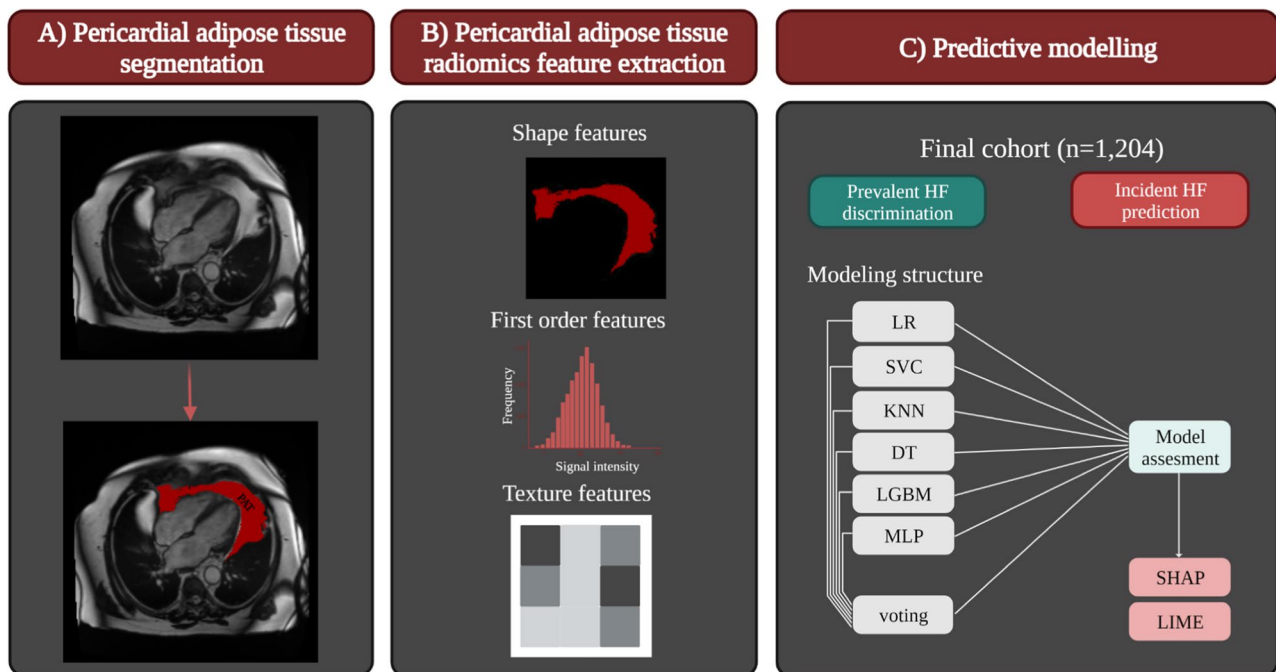 A) Pericardial adipose tissue
segmentation
PAT
B) Pericardial adipose tissue
radiomics feature extraction
Shape features
First order features
Frequency
Signal intensity
Texture features
C) Predictive modelling
Final cohort (n=1,204)
Prevalent HF
discrimination
Incident HF
prediction
Modeling structure
LR
SVC
KNN
DT
LGBM
MLP
voting
Model
assesment
SHAP
LIME